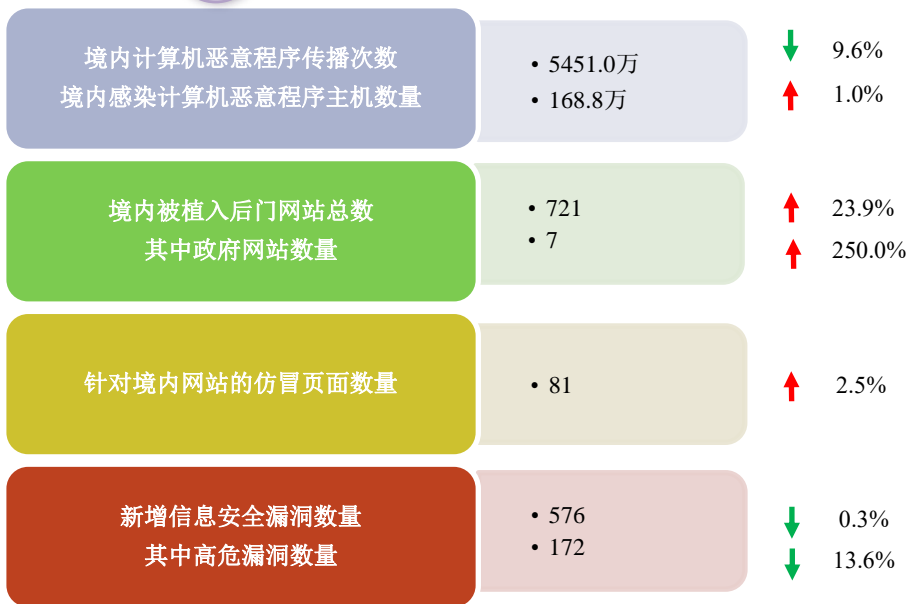 境内计算机恶意程序传播次数
境内感染计算机恶意程序主机数量
• 5451.0万
• 168.8万
9.6%
1.0%
境内被植入后门网站总数
其中政府网站数量
• 721
• 7
23.9%
250.0%
针对境内网站的仿冒页面数量
• 81
2.5%
新增信息安全漏洞数量
其中高危漏洞数量
• 576
• 172
0.3%
13.6%